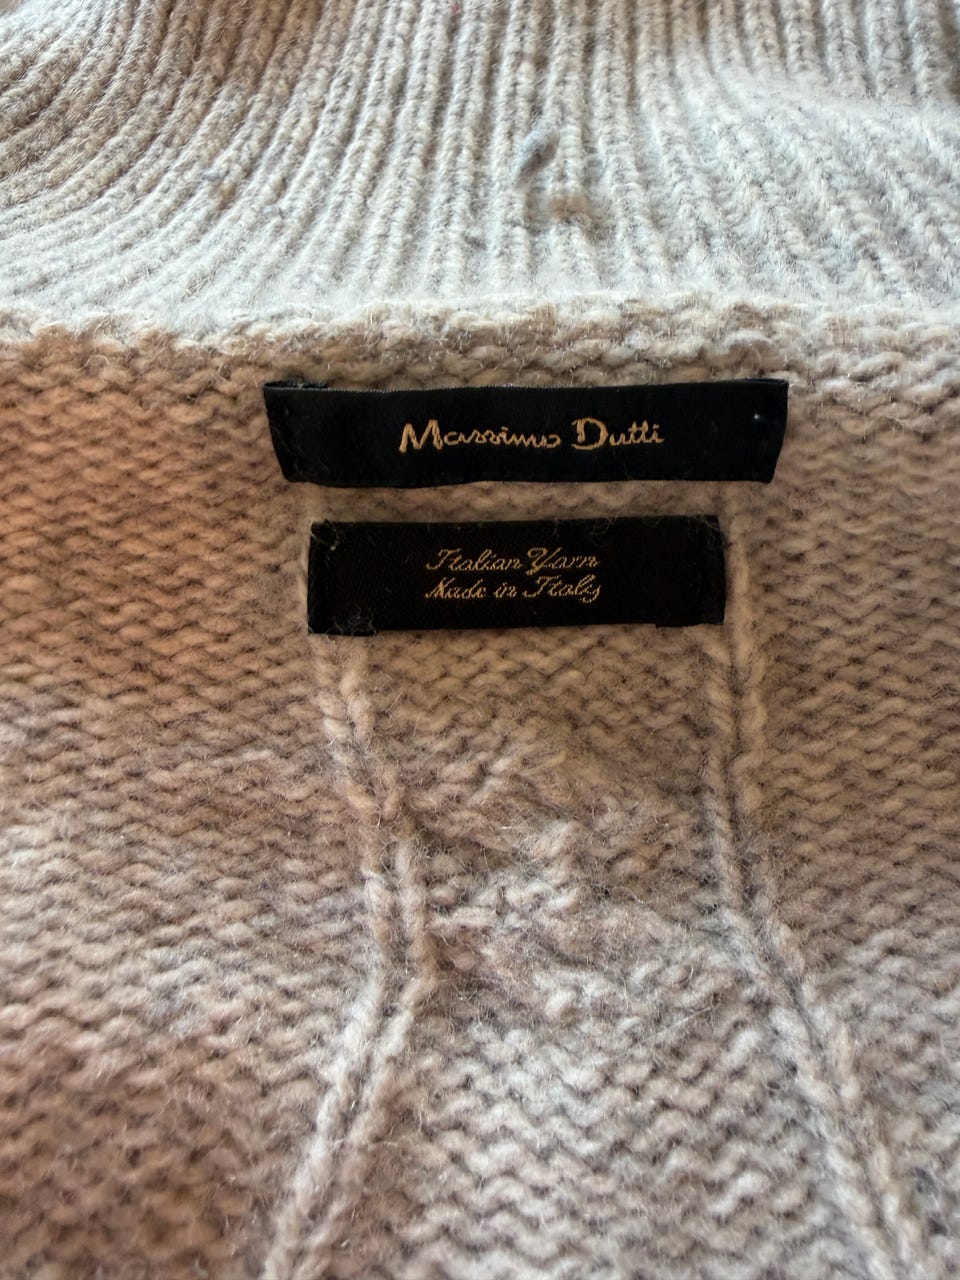 Massimo Dutti
Italian Yarn
Made in Italy